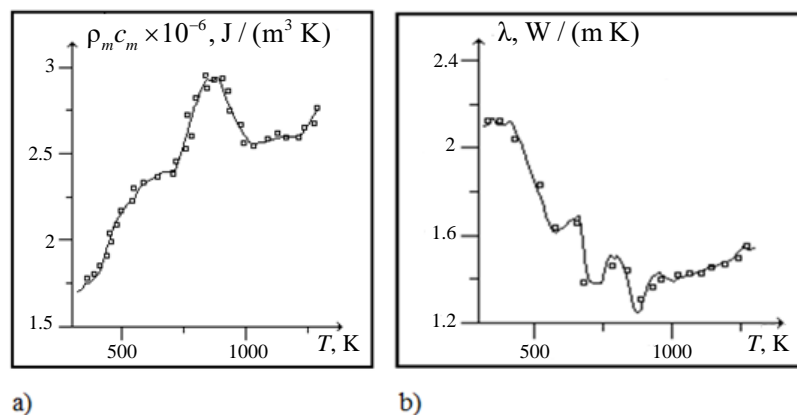 ρₘcₘ ×10⁻⁶, J / (m³ K)
3
2.5
2
1.5
500
1000
T, K
λ, W / (m K)
2.4
2
1.6
1.2
500
1000
T, K
a)
b)